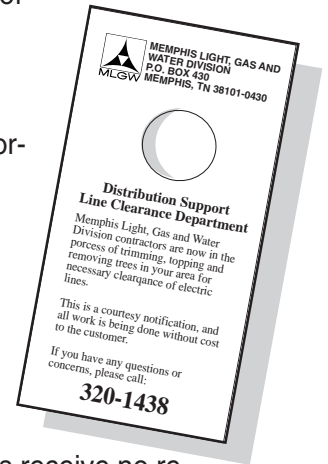 or-
MLGW
MEMPHIS LIGHT, GAS AND
WATER DIVISION
P.O. BOX 430
MEMPHIS, TN 38101-0430
Distribution Support
Line Clearance Department
Memphis Light, Gas and Water
Division contractors are now in the
porcess of trimming, topping and
removing trees in your area for
necessary clearqance of electric
lines.
This is a courtesy notification, and
all work is being done without cost
to the customer.
If you have any questions or
concerns, please call:
320-1438